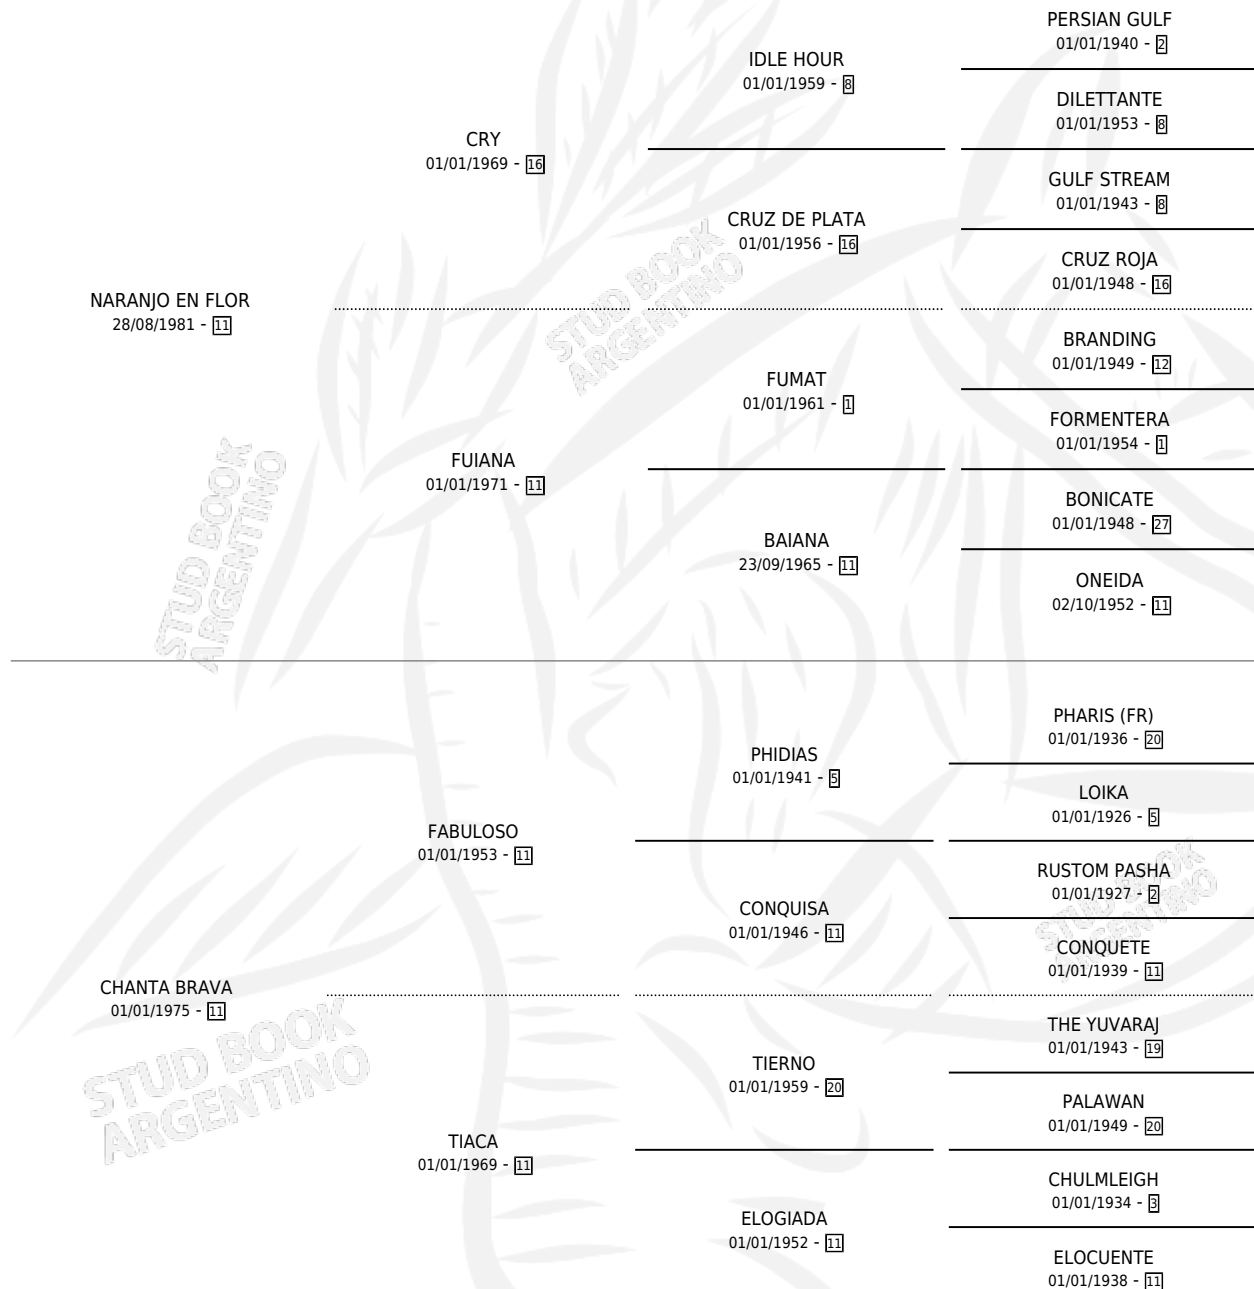 PERSIAN GULF
01/01/1940 - 2
IDLE HOUR
01/01/1959 - 8
DILETTANTE
01/01/1953 - 8
CRY
01/01/1969 - 16
GULF STREAM
01/01/1943 - 8
CRUZ DE PLATA
01/01/1956 - 16
CRUZ ROJA
01/01/1948 - 16
NARANJO EN FLOR
28/08/1981 - 11
BRANDING
01/01/1949 - 12
FUMAT
01/01/1961 - 1
FORMENTERA
01/01/1954 - 1
FUIANA
01/01/1971 - 11
BONICATE
01/01/1948 - 27
BAIANA
23/09/1965 - 11
ONEIDA
02/10/1952 - 11
PHARIS (FR)
01/01/1936 - 20
PHIDIAS
01/01/1941 - 5
LOIKA
01/01/1926 - 5
FABULOSO
01/01/1953 - 11
RUSTOM PASHA
01/01/1927 - 2
CONQUISA
01/01/1946 - 11
CONQUETE
01/01/1939 - 11
CHANTA BRAVA
01/01/1975 - 11
THE YUVARAJ
01/01/1943 - 19
TIERNO
01/01/1959 - 20
PALAWAN
01/01/1949 - 20
TIACA
01/01/1969 - 11
CHULMLEIGH
01/01/1934 - 3
ELOGIADA
01/01/1952 - 11
ELOCUENTE
01/01/1938 - 11
STUD BOOK
ARGENTINO
STUD BOOK
ARGENTINO
STUD BOOK
ARGENTINO
STUD BOOK
ARGENTINO